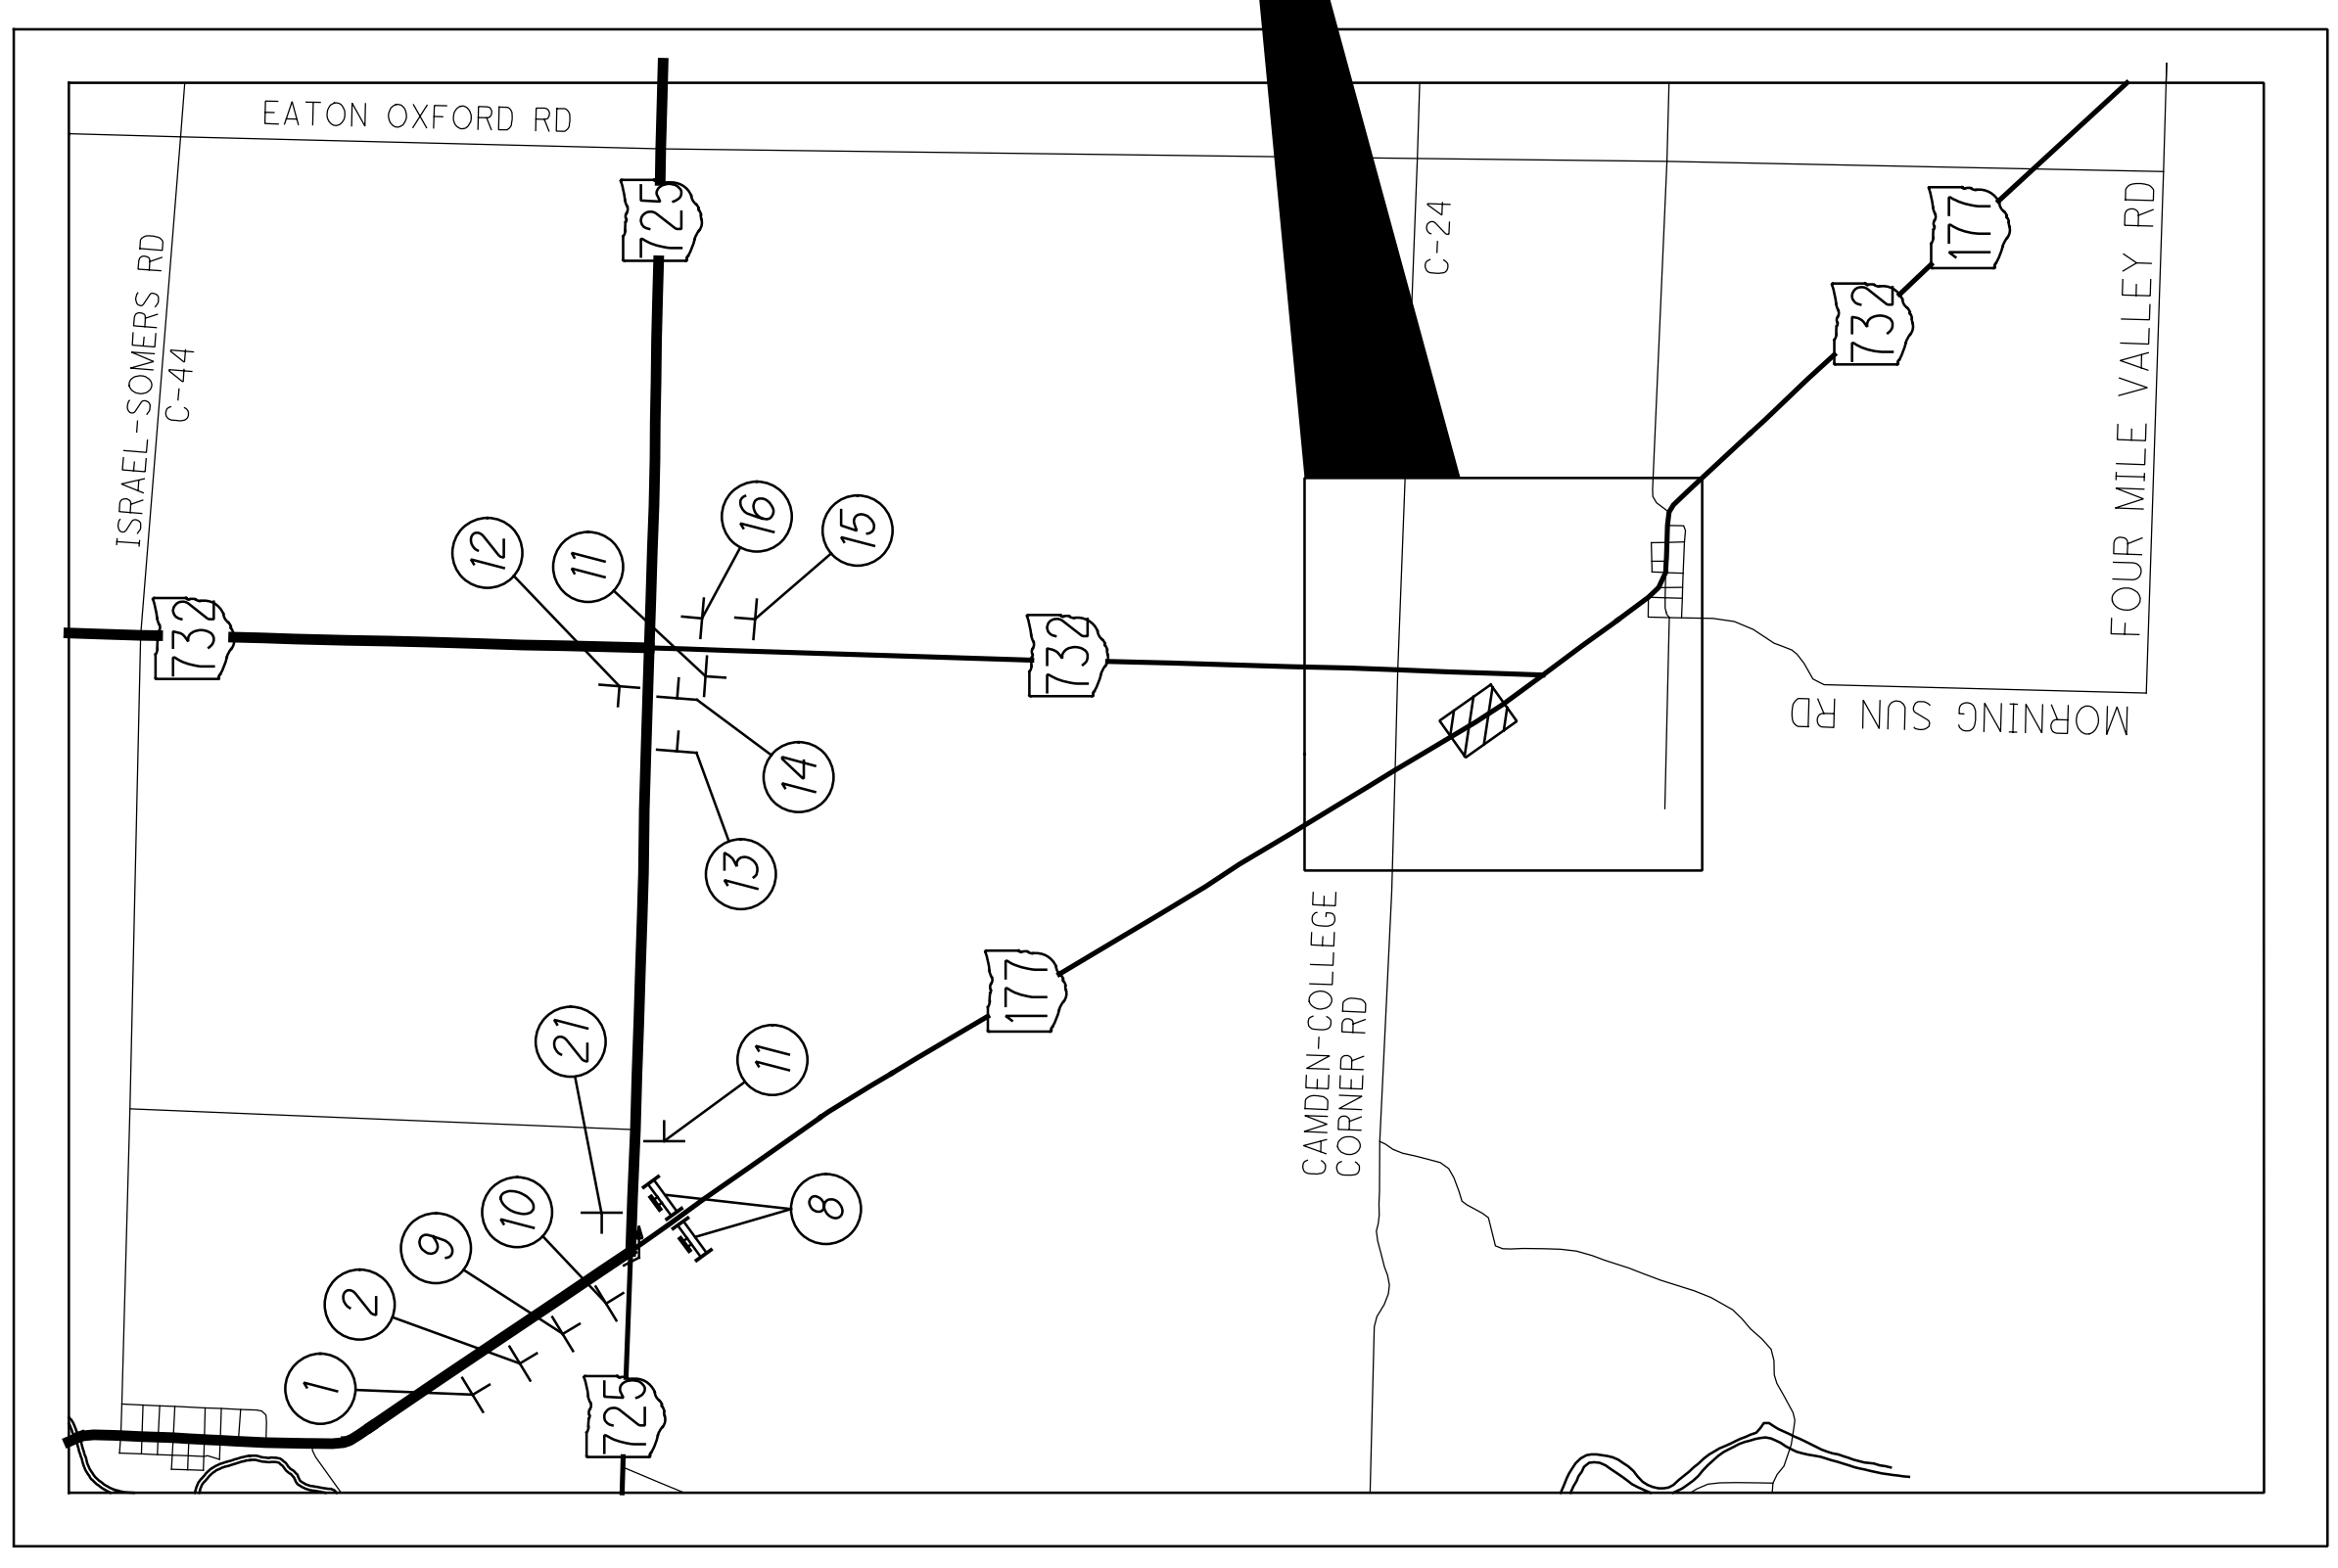 EATON OXFORD RD
725
C-24
177
732
ISRAEL-SOMERS RD
C-44
FOUR MILE VALLEY RD
16
15
12
11
732
732
MORNING SUN RD
14
13
177
CAMDEN-COLLEGE
CORNER RD
21
11
10
9
8
2
1
725